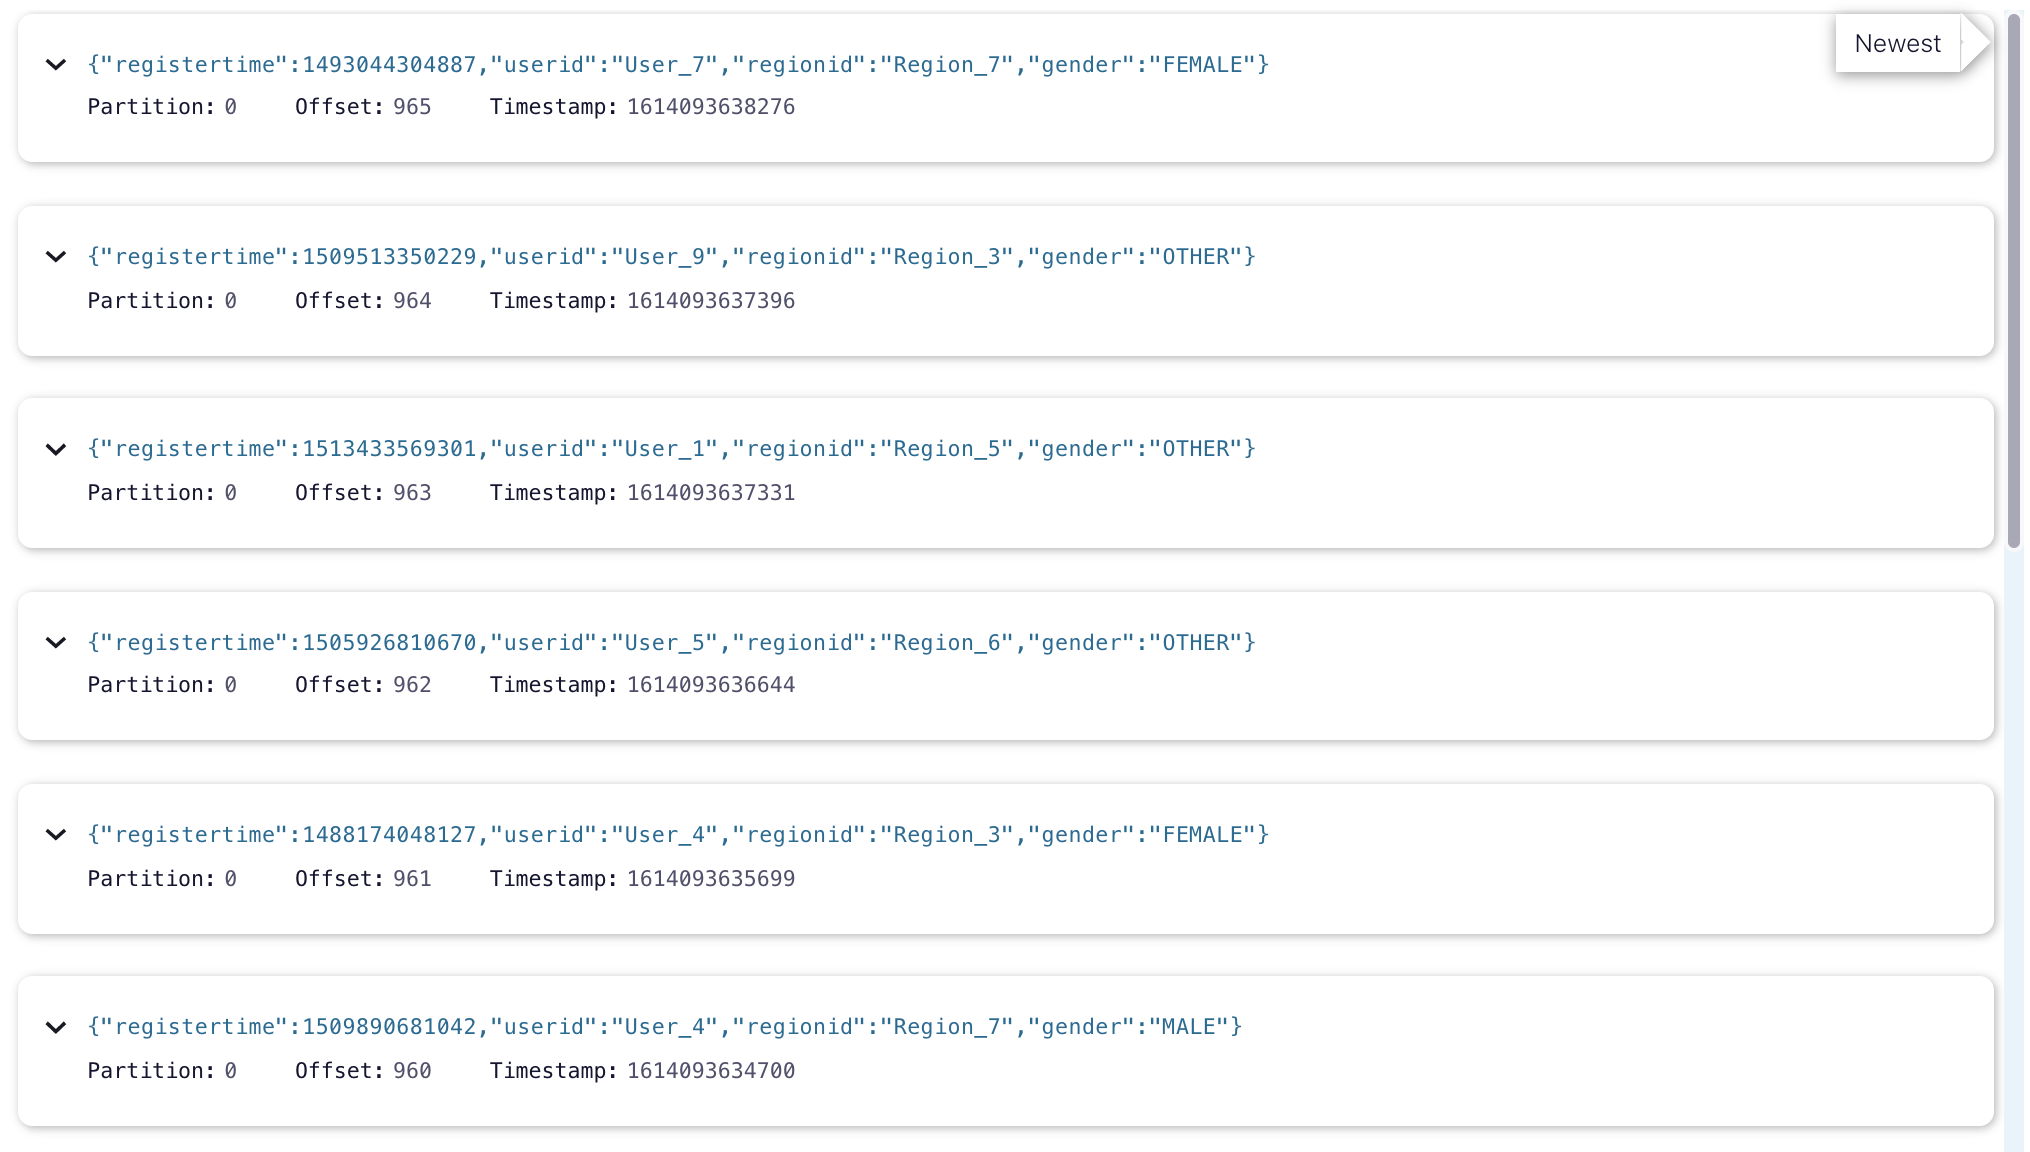 Newest
{"registertime":1493044304887,"userid":"User_7","regionid":"Region_7","gender":"FEMALE"}
Partition: 0 Offset: 965 Timestamp: 1614093638276
{"registertime":1509513350229,"userid":"User_9","regionid":"Region_3","gender":"OTHER"}
Partition: 0 Offset: 964 Timestamp: 1614093637396
{"registertime":1513433569301,"userid":"User_1","regionid":"Region_5","gender":"OTHER"}
Partition: 0 Offset: 963 Timestamp: 1614093637331
{"registertime":1505926810670,"userid":"User_5","regionid":"Region_6","gender":"OTHER"}
Partition: 0 Offset: 962 Timestamp: 1614093636644
{"registertime":1488174048127,"userid":"User_4","regionid":"Region_3","gender":"FEMALE"}
Partition: 0 Offset: 961 Timestamp: 1614093635699
{"registertime":1509890681042,"userid":"User_4","regionid":"Region_7","gender":"MALE"}
Partition: 0 Offset: 960 Timestamp: 1614093634700